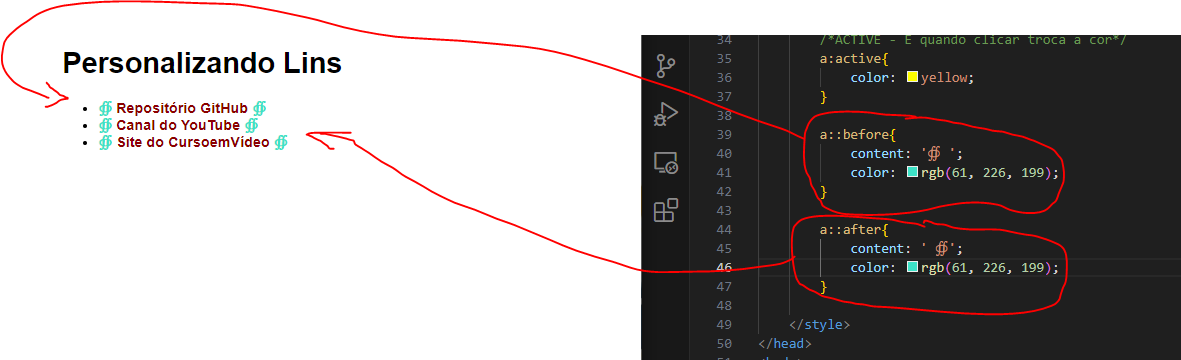 Personalizando Lins
∯ Repositório GitHub ∯
∯ Canal do YouTube ∯
∯ Site do CursoemVídeo ∯
34 /*ACTIVE - E quando clicar troca a cor*/
35 a:active{
36 color: yellow;
37 }
38
39 a::before{
40 content: '∯ ';
41 color: rgb(61, 226, 199);
42 }
43
44 a::after{
45 content: ' ∯';
46 color: rgb(61, 226, 199);
47 }
48
49 </style>
50 </head>